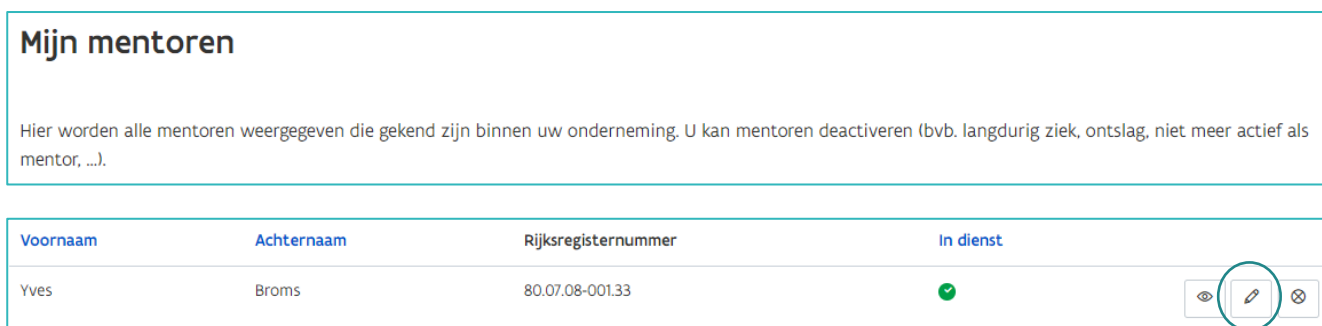 Mijn mentoren
Hier worden alle mentoren weergegeven die gekend zijn binnen uw onderneming. U kan mentoren deactiveren (bvb. langdurig ziek, ontslag, niet meer actief als
mentor, ...).
Voornaam Achternaam Rijksregisternummer In dienst
Yves Broms 80.07.08-001.33